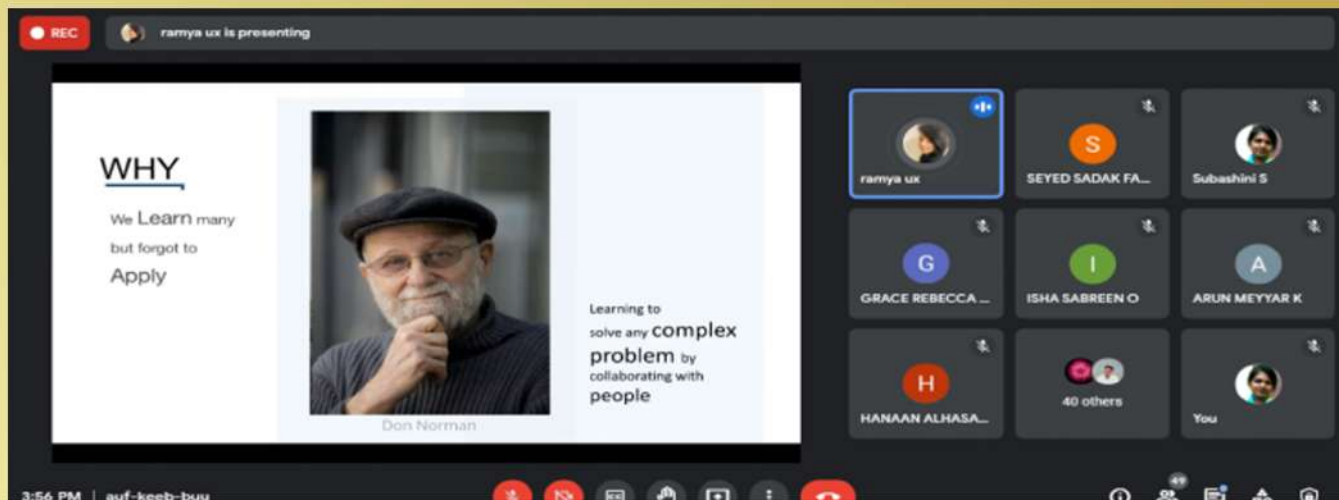 REC
ramya ux is presenting
WHY
We Learn many
but forgot to
Apply
Don Norman
Learning to
solve any complex
problem by
collaborating with
people
ramya ux
S
SEYED SADAK FA...
Subashini S
G
GRACE REBECCA ...
I
ISHA SABREEN O
A
ARUN MEYYAR K
H
HANAAN ALHASA...
40 others
You
3:56 PM | auf-keeb-buu
49